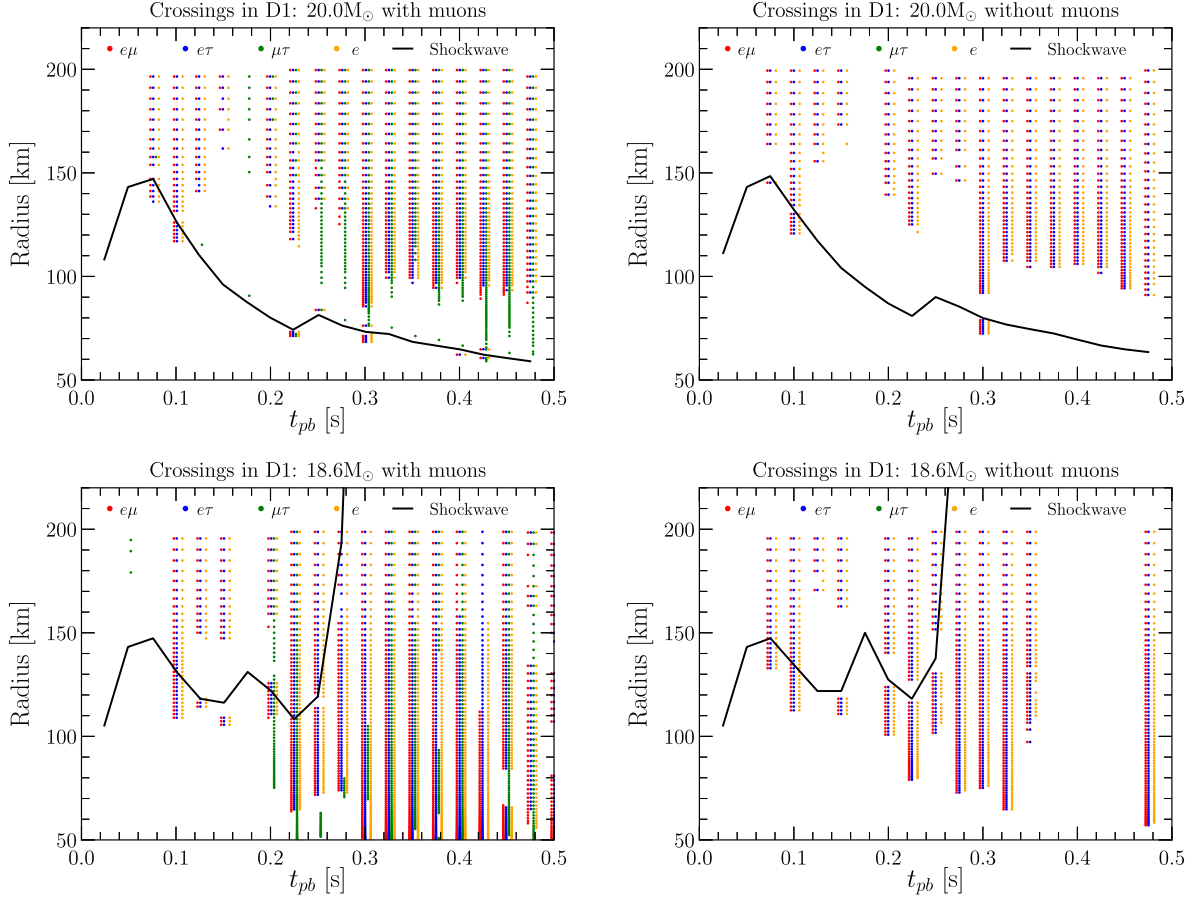 Crossings in D1: 20.0M⊙ with muons
eμ eτ μτ e Shockwave
200
150
100
50
Radius [km]
0.0 0.1 0.2 0.3 0.4 0.5
t_pb [s]
Crossings in D1: 20.0M⊙ without muons
eμ eτ μτ e Shockwave
200
150
100
50
Radius [km]
0.0 0.1 0.2 0.3 0.4 0.5
t_pb [s]
Crossings in D1: 18.6M⊙ with muons
eμ eτ μτ e Shockwave
200
150
100
50
Radius [km]
0.0 0.1 0.2 0.3 0.4 0.5
t_pb [s]
Crossings in D1: 18.6M⊙ without muons
eμ eτ μτ e Shockwave
200
150
100
50
Radius [km]
0.0 0.1 0.2 0.3 0.4 0.5
t_pb [s]